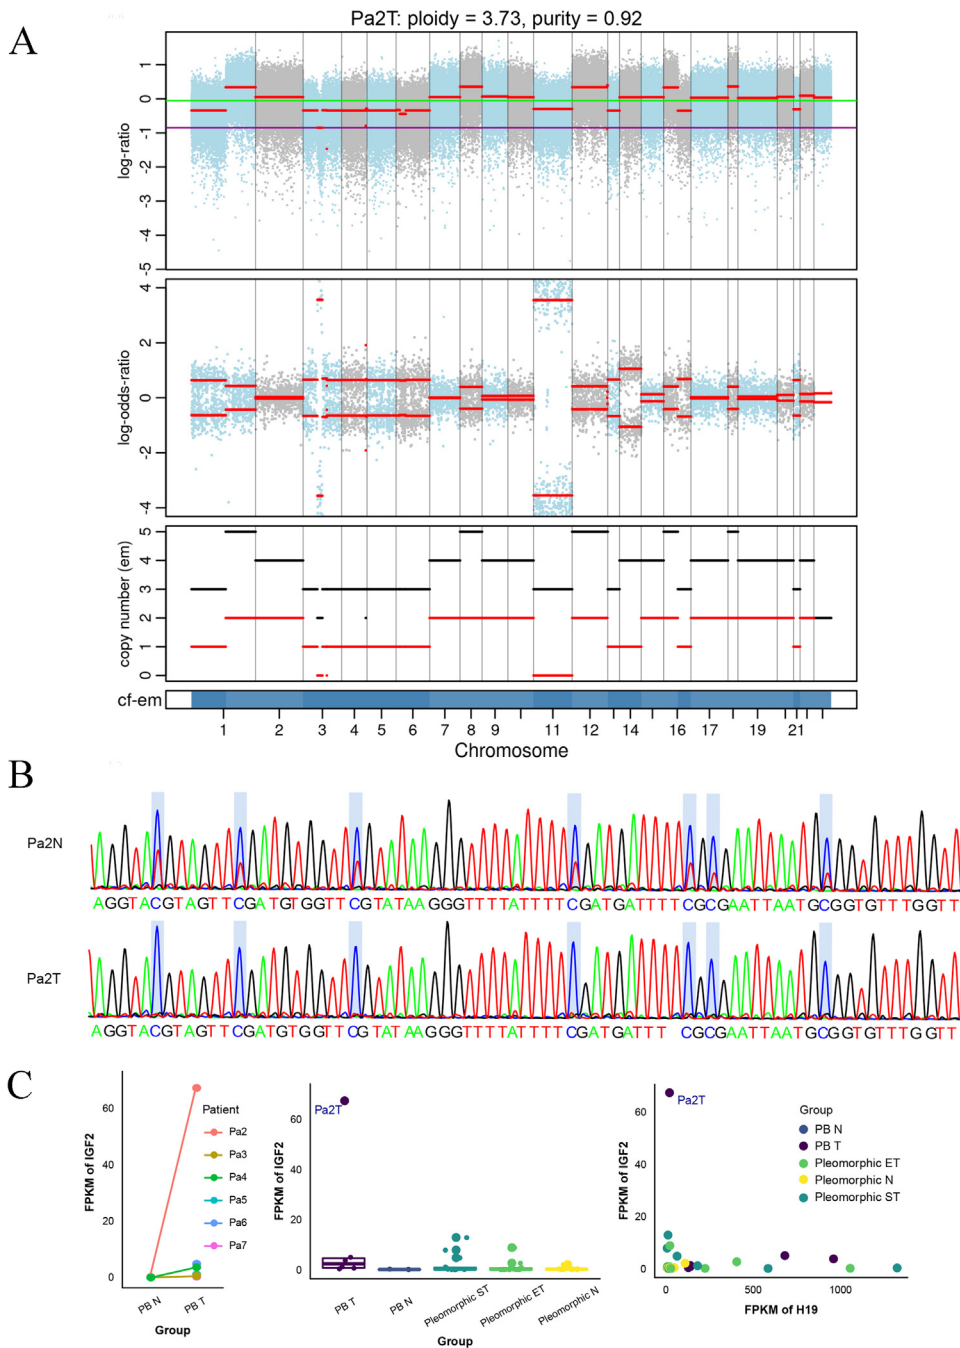 A
Pa2T: ploidy = 3.73, purity = 0.92
log-ratio
1
0
-1
-2
-3
-4
-5
log-odds-ratio
4
2
0
-2
-4
copy number (em)
5
4
3
2
1
0
cf-em
1 2 3 4 5 6 7 8 9 11 12 14 16 17 19 21
Chromosome
B
Pa2N
AGGTACGTAGTTCGATGTGGTTCGTATAAGGGTTTTATTTTCGATGATTTTCGCGAATTAATGCGGTGTTTGGTT
Pa2T
AGGTACGTAGTTCGATGTGGTTCGTATAAGGGTTTTATTTTCGATGATTT CGCGAATTAATGCGGTGTTTGGTT
C
FPKM of IGF2
60
40
20
0
PB N
PB T
Group
Patient
Pa2
Pa3
Pa4
Pa5
Pa6
Pa7
FPKM of IGF2
60
40
20
0
Pa2T
PB T
PB N
Pleomorphic ST
Pleomorphic ET
Pleomorphic N
Group
FPKM of IGF2
60
40
20
0
Pa2T
0 500 1000
FPKM of H19
Group
PB N
PB T
Pleomorphic ET
Pleomorphic N
Pleomorphic ST